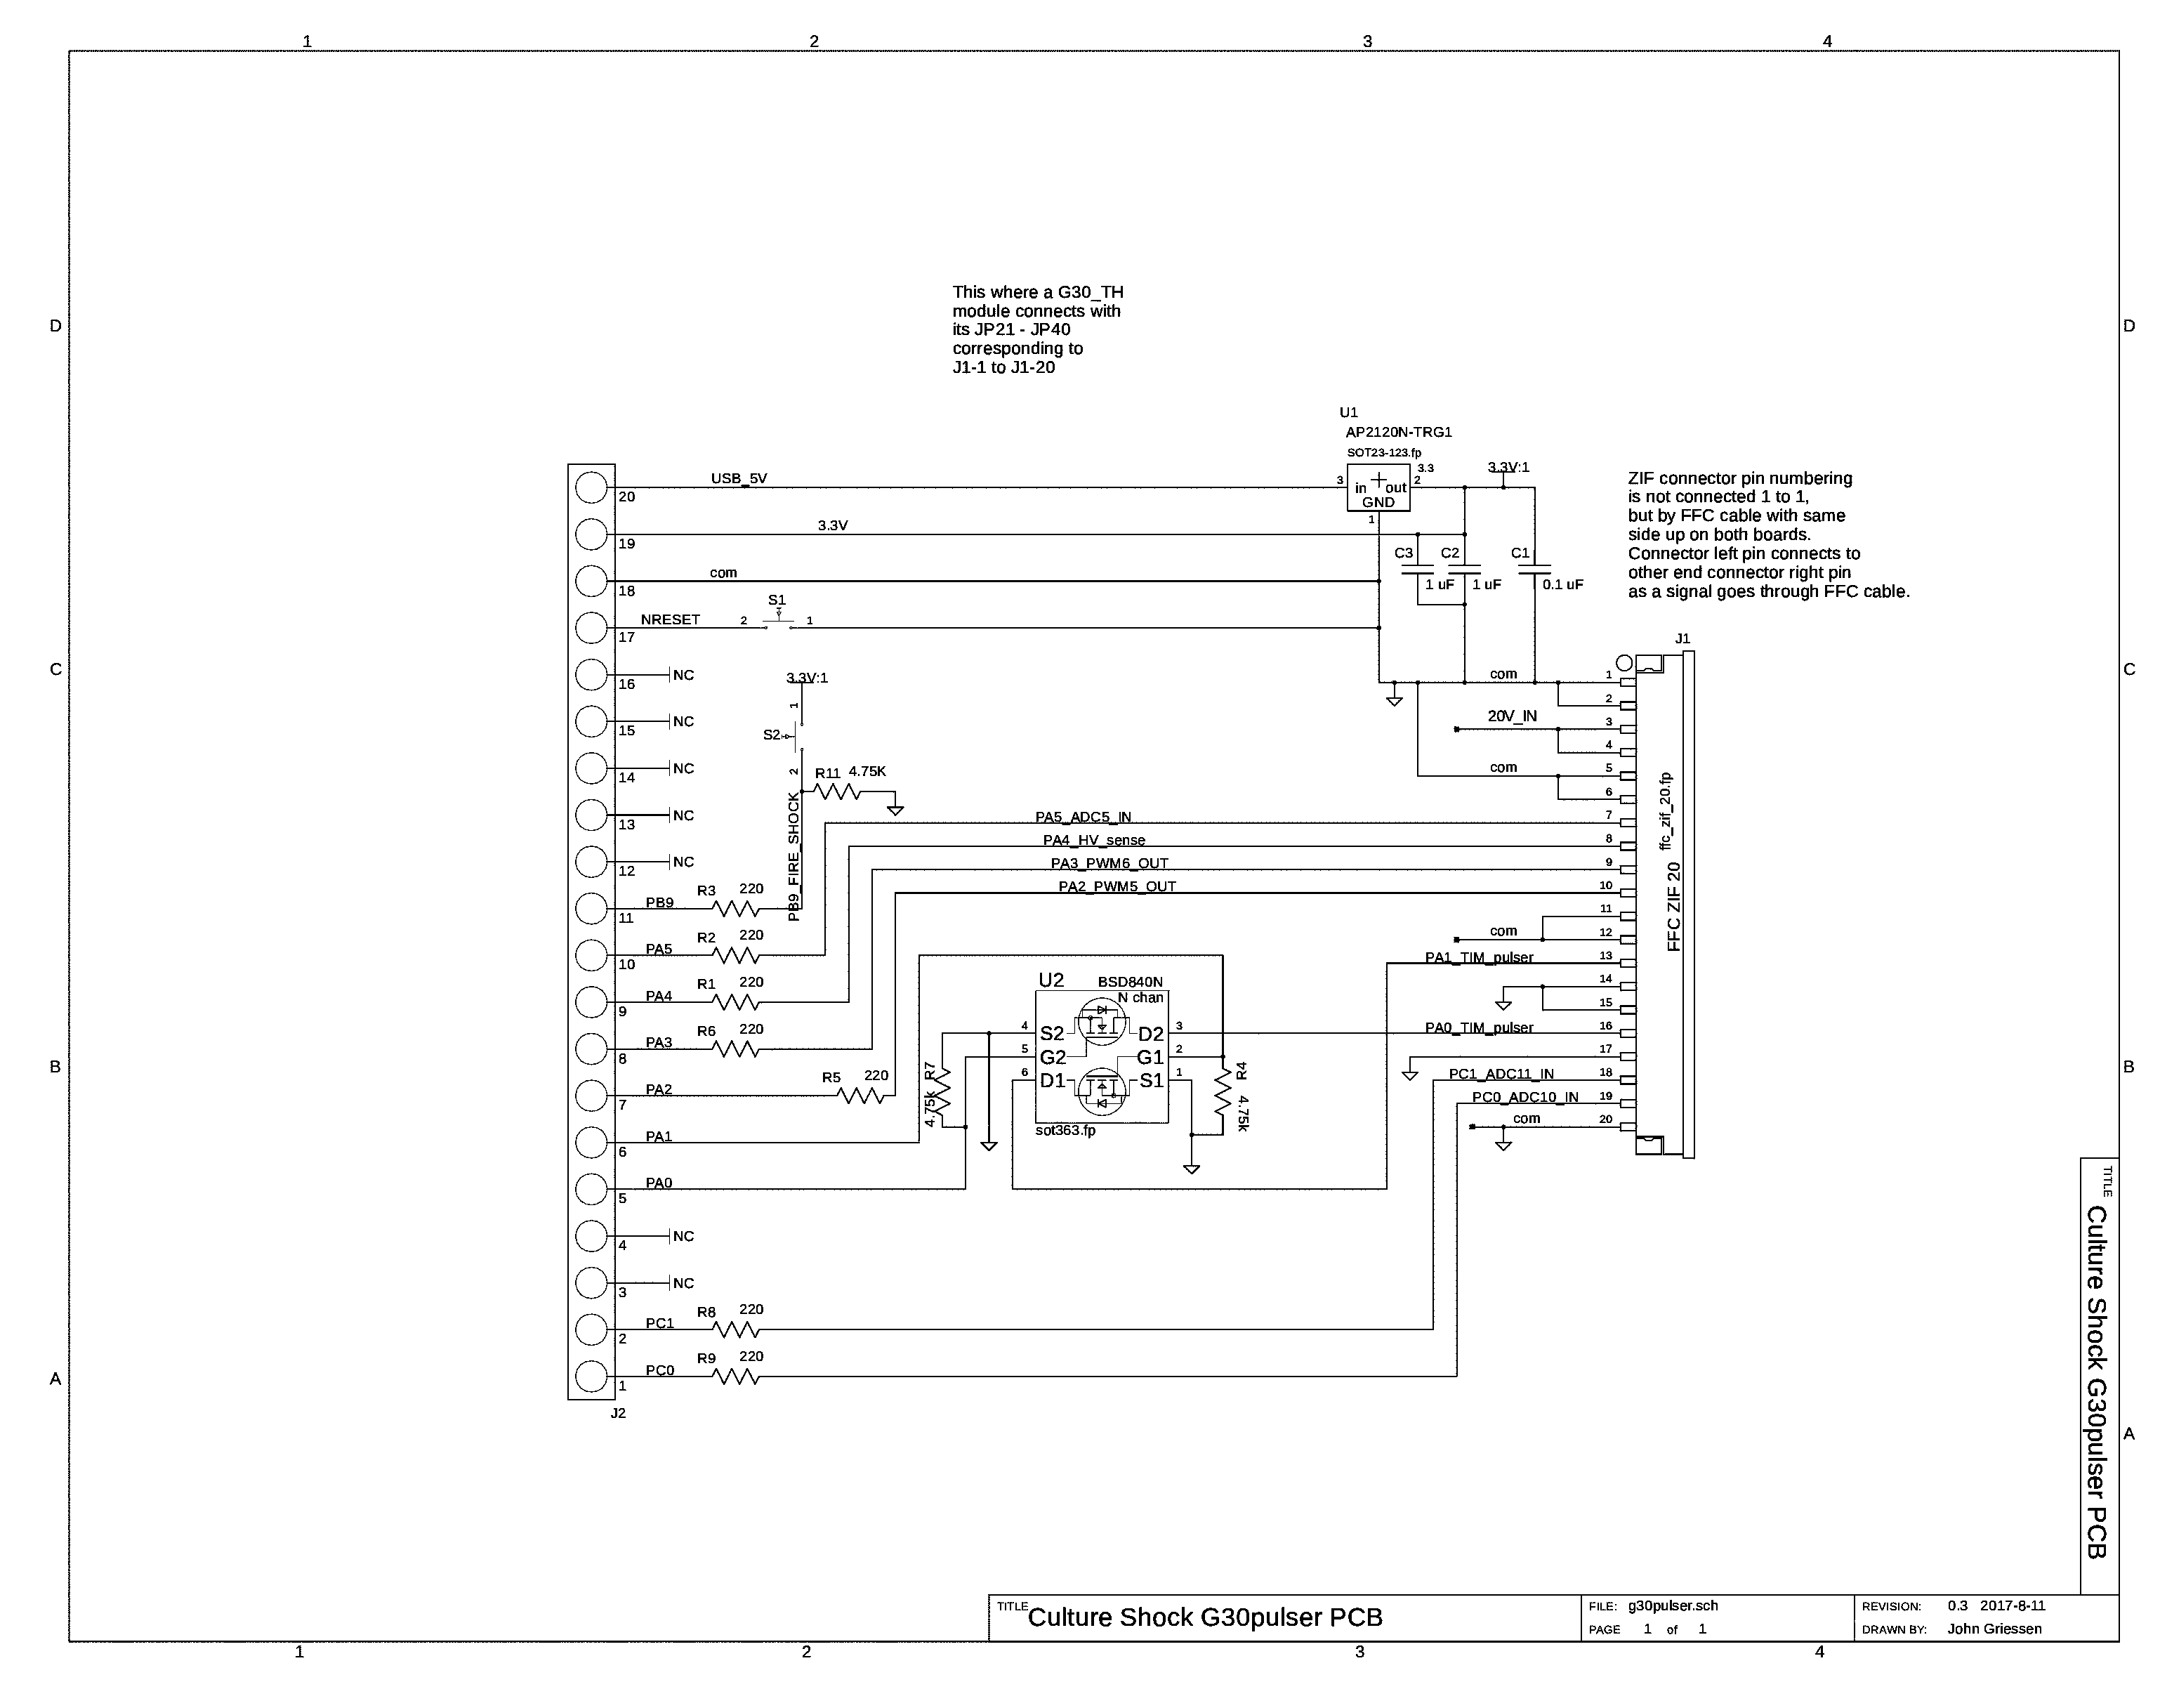 1 2 3 4
D
C
B
A
D
C
B
A
This where a G30_TH
module connects with
its JP21 - JP40
corresponding to
J1-1 to J1-20
U1
AP2120N-TRG1
SOT23-123.fp
3 in + out 2
3.3
GND
1
3.3V:1
ZIF connector pin numbering
is not connected 1 to 1,
but by FFC cable with same
side up on both boards.
Connector left pin connects to
other end connector right pin
as a signal goes through FFC cable.
20 USB_5V
19 3.3V
18 com
17 NRESET 2 S1 1
16 NC
15 NC
14 NC
13 NC
12 NC
11 PB9 R3 220
10 PA5 R2 220
9 PA4 R1 220
8 PA3 R6 220
7 PA2 R5 220
6 PA1
5 PA0
4 NC
3 NC
2 PC1 R8 220
1 PC0 R9 220
J2
C3 1 uF
C2 1 uF
C1 0.1 uF
3.3V:1
1
S2
2
R11 4.75K
PB9_FIRE_SHOCK
U2
BSD840N
N chan
4 S2 D2 3
5 G2 G1 2
6 D1 S1 1
sot363.fp
R7
4.75k
R4
4.75k
J1
com 1
2
20V_IN 3
4
com 5
6
PA5_ADC5_IN 7
PA4_HV_sense 8
PA3_PWM6_OUT 9
PA2_PWM5_OUT 10
11
com 12
PA1_TIM_pulser 13
14
15
PA0_TIM_pulser 16
17
PC1_ADC11_IN 18
PC0_ADC10_IN 19
com 20
ffc_zif_20.fp
FFC ZIF 20
TITLE
Culture Shock G30pulser PCB
TITLE Culture Shock G30pulser PCB
FILE: g30pulser.sch
PAGE 1 of 1
REVISION: 0.3 2017-8-11
DRAWN BY: John Griessen
1 2 3 4